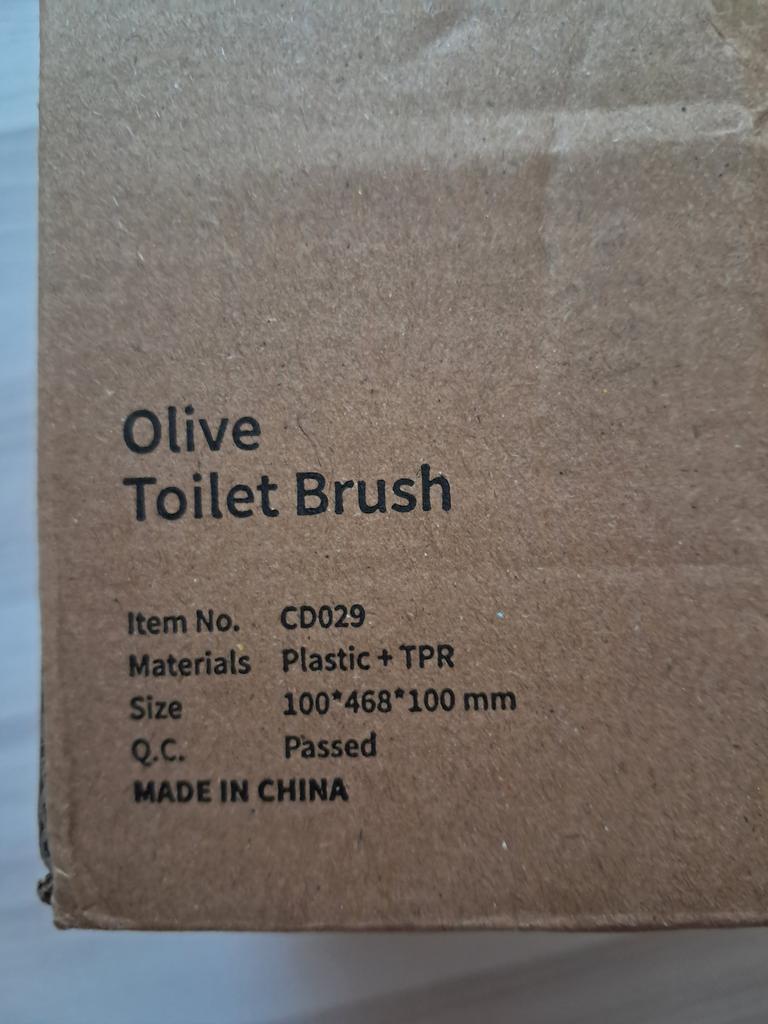 Olive
Toilet Brush
Item No. CD029
Materials Plastic + TPR
Size 100*468*100 mm
Q.C. Passed
MADE IN CHINA